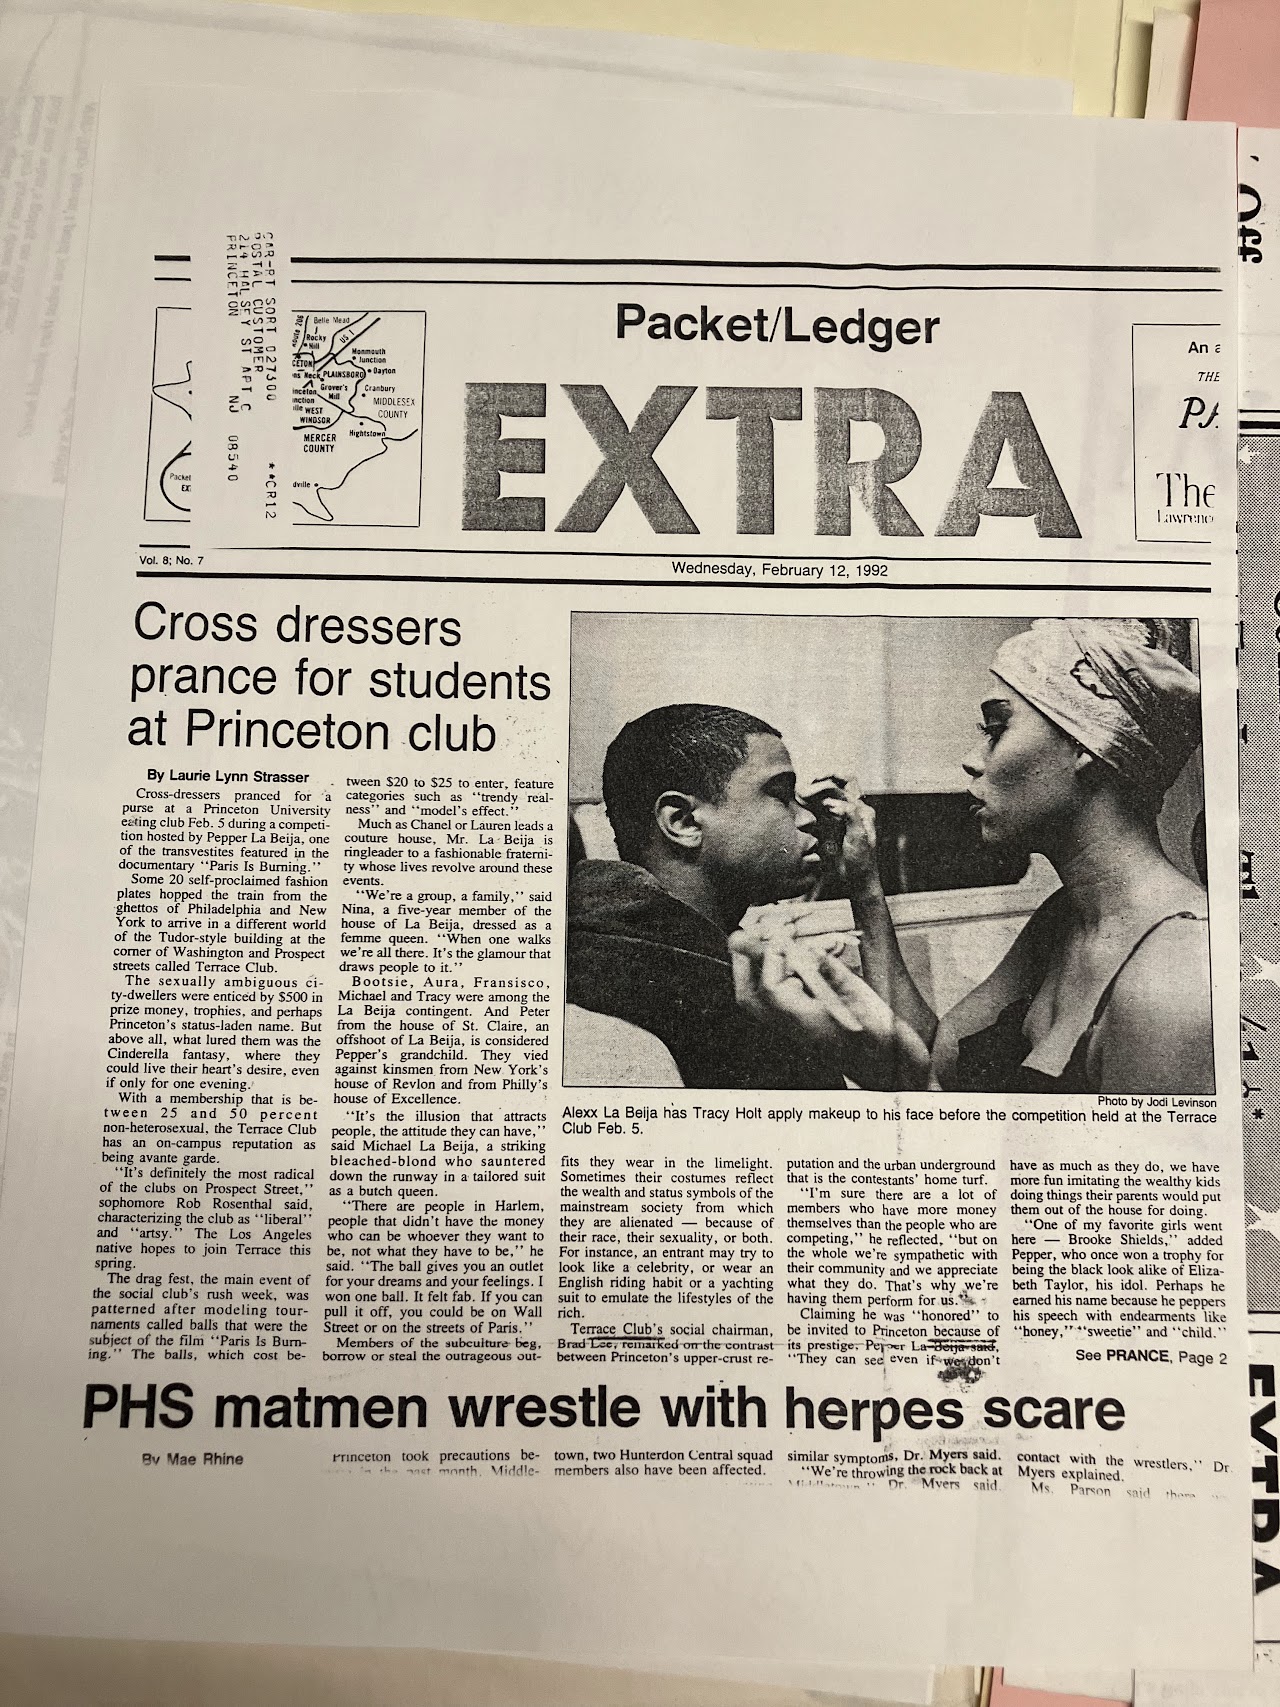 CAR-RT SORT 027300 **CR12
POSTAL CUSTOMER
214 HALSEY ST APT C
PRINCETON NJ 08540
Belle Mead
Rocky
Hill
US 1
Monmouth
Junction
PLAINSBORO
Dayton
Grover's
Mill
Cranbury
MIDDLESEX
COUNTY
WEST
WINDSOR
MERCER
COUNTY
Hightstown
Packet
EX
Packet/Ledger
EXTRA
An a
THE
PA
The
Lawrence
Vol. 8; No. 7
Wednesday, February 12, 1992
Cross dressers
prance for students
at Princeton club
By Laurie Lynn Strasser
Cross-dressers pranced for a
purse at a Princeton University
eating club Feb. 5 during a competi-
tion hosted by Pepper La Beija, one
of the transvestites featured in the
documentary "Paris Is Burning."
Some 20 self-proclaimed fashion
plates hopped the train from the
ghettos of Philadelphia and New
York to arrive in a different world
of the Tudor-style building at the
corner of Washington and Prospect
streets called Terrace Club.
The sexually ambiguous ci-
ty-dwellers were enticed by $500 in
prize money, trophies, and perhaps
Princeton's status-laden name. But
above all, what lured them was the
Cinderella fantasy, where they
could live their heart's desire, even
if only for one evening.
With a membership that is be-
tween 25 and 50 percent
non-heterosexual, the Terrace Club
has an on-campus reputation as
being avante garde.
"It's definitely the most radical
of the clubs on Prospect Street,"
sophomore Rob Rosenthal said,
characterizing the club as "liberal"
and "artsy." The Los Angeles
native hopes to join Terrace this
spring.
The drag fest, the main event of
the social club's rush week, was
patterned after modeling tour-
naments called balls that were the
subject of the film "Paris Is Burn-
ing." The balls, which cost be-
tween $20 to $25 to enter, feature
categories such as "trendy real-
ness" and "model's effect."
Much as Chanel or Lauren leads a
couture house, Mr. La Beija is
ringleader to a fashionable fraterni-
ty whose lives revolve around these
events.
"We're a group, a family," said
Nina, a five-year member of the
house of La Beija, dressed as a
femme queen. "When one walks
we're all there. It's the glamour that
draws people to it."
Bootsie, Aura, Fransisco,
Michael and Tracy were among the
La Beija contingent. And Peter
from the house of St. Claire, an
offshoot of La Beija, is considered
Pepper's grandchild. They vied
against kinsmen from New York's
house of Revlon and from Philly's
house of Excellence.
"It's the illusion that attracts
people, the attitude they can have,"
said Michael La Beija, a striking
bleached-blond who sauntered
down the runway in a tailored suit
as a butch queen.
"There are people in Harlem,
people that didn't have the money
who can be whoever they want to
be, not what they have to be," he
said. "The ball gives you an outlet
for your dreams and your feelings. I
won one ball. It felt fab. If you can
pull it off, you could be on Wall
Street or on the streets of Paris."
Members of the subculture beg,
borrow or steal the outrageous out-
Photo by Jodi Levinson
Alexx La Beija has Tracy Holt apply makeup to his face before the competition held at the Terrace
Club Feb. 5.
fits they wear in the limelight.
Sometimes their costumes reflect
the wealth and status symbols of the
mainstream society from which
they are alienated — because of
their race, their sexuality, or both.
For instance, an entrant may try to
look like a celebrity, or wear an
English riding habit or a yachting
suit to emulate the lifestyles of the
rich.
Terrace Club's social chairman,
Brad Lee, remarked on the contrast
between Princeton's upper-crust re-
putation and the urban underground
that is the contestants' home turf.
"I'm sure there are a lot of
members who have more money
themselves than the people who are
competing," he reflected, "but on
the whole we're sympathetic with
their community and we appreciate
what they do. That's why we're
having them perform for us."
Claiming he was "honored" to
be invited to Princeton because of
its prestige, Pepper La Beija said,
"They can see even if we don't
have as much as they do, we have
more fun imitating the wealthy kids
doing things their parents would put
them out of the house for doing.
"One of my favorite girls went
here — Brooke Shields," added
Pepper, who once won a trophy for
being the black look alike of Eliza-
beth Taylor, his idol. Perhaps he
earned his name because he peppers
his speech with endearments like
"honey," "sweetie" and "child."
See PRANCE, Page 2
PHS matmen wrestle with herpes scare
By Mae Rhine
Princeton took precautions be-
past month. Middle-
town, two Hunterdon Central squad
members also have been affected.
similar symptoms, Dr. Myers said.
"We're throwing the rock back at
Middletown," Dr. Myers said.
contact with the wrestlers," Dr.
Myers explained.
Ms. Parson said there
Off
EXTRA